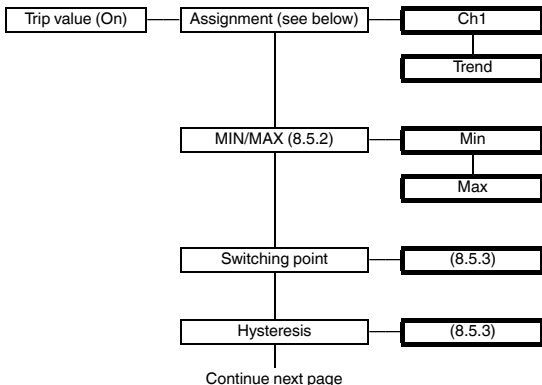 Trip value (On)
Assignment (see below)
Ch1
Trend
MIN/MAX (8.5.2)
Min
Max
Switching point
(8.5.3)
Hysteresis
(8.5.3)
Continue next page